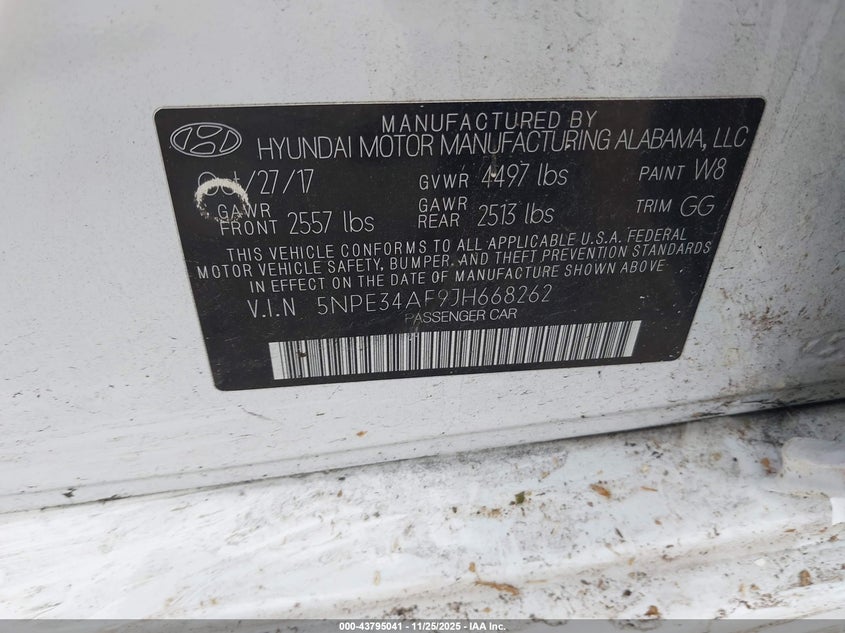 MANUFACTURED BY
HYUNDAI MOTOR MANUFACTURING ALABAMA, LLC
/27/17 GVWR 4497 lbs PAINT W8
GAWR FRONT 2557 lbs GAWR REAR 2513 lbs TRIM GG
THIS VEHICLE CONFORMS TO ALL APPLICABLE U.S.A. FEDERAL
MOTOR VEHICLE SAFETY, BUMPER, AND THEFT PREVENTION STANDARDS
IN EFFECT ON THE DATE OF MANUFACTURE SHOWN ABOVE.
V.I.N 5NPE34AF9JH668262
PASSENGER CAR
000-43795041 - 11/25/2025 - IAA Inc.